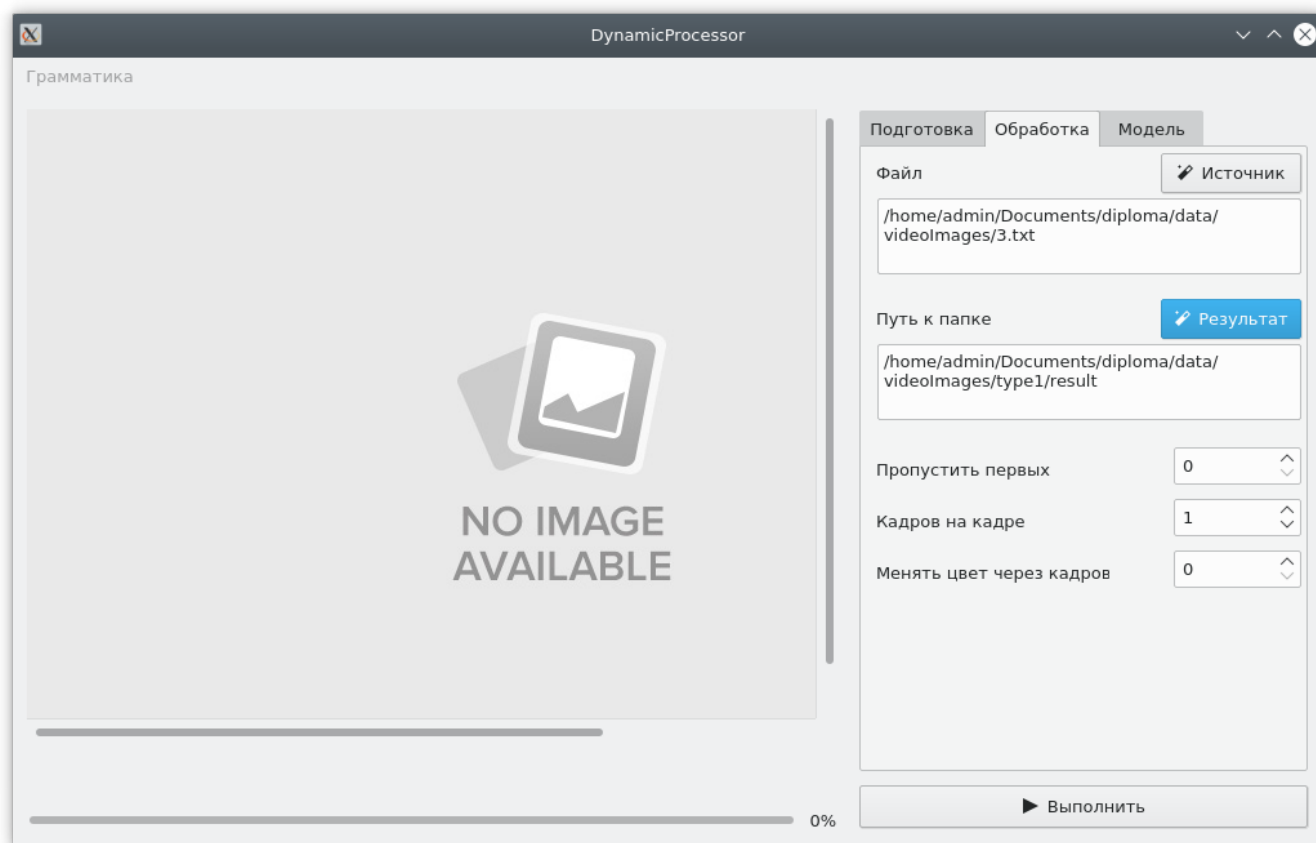 DynamicProcessor
Грамматика
Подготовка Обработка Модель
Файл Источник
/home/admin/Documents/diploma/data/
videoImages/3.txt
Путь к папке Результат
/home/admin/Documents/diploma/data/
videoImages/type1/result
Пропустить первых 0
Кадров на кадре 1
Менять цвет через кадров 0
NO IMAGE
AVAILABLE
0%
Выполнить